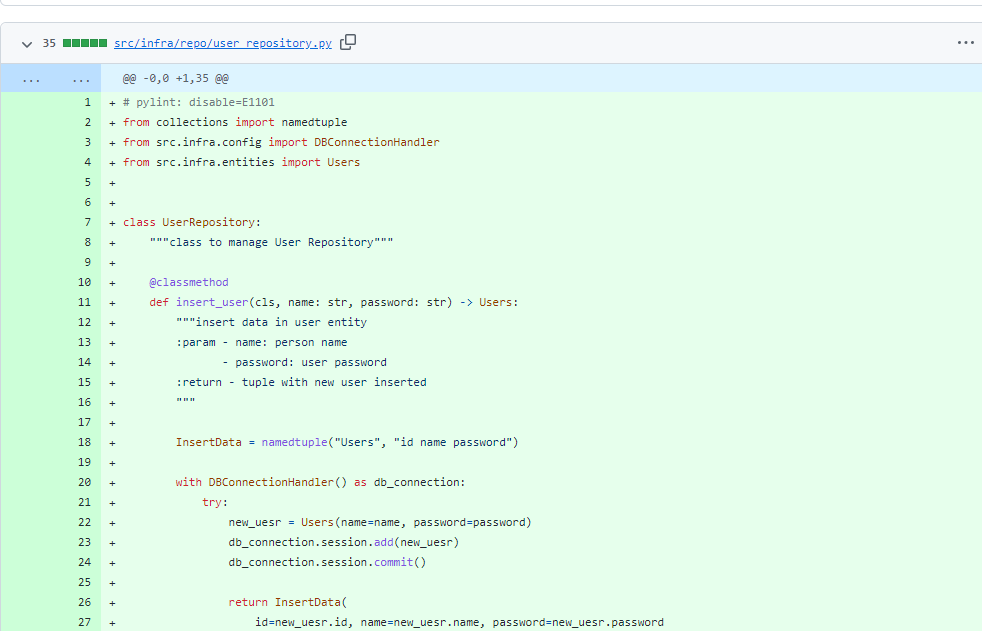 35 src/infra/repo/user_repository.py
... ... @@ -0,0 +1,35 @@
1 + # pylint: disable=E1101
2 + from collections import namedtuple
3 + from src.infra.config import DBConnectionHandler
4 + from src.infra.entities import Users
5 +
6 +
7 + class UserRepository:
8 +     """class to manage User Repository"""
9 +
10 +     @classmethod
11 +     def insert_user(cls, name: str, password: str) -> Users:
12 +         """insert data in user entity
13 +         :param - name: person name
14 +                - password: user password
15 +         :return - tuple with new user inserted
16 +         """
17 +
18 +         InsertData = namedtuple("Users", "id name password")
19 +
20 +         with DBConnectionHandler() as db_connection:
21 +             try:
22 +                 new_uesr = Users(name=name, password=password)
23 +                 db_connection.session.add(new_uesr)
24 +                 db_connection.session.commit()
25 +
26 +                 return InsertData(
27 +                     id=new_uesr.id, name=new_uesr.name, password=new_uesr.password